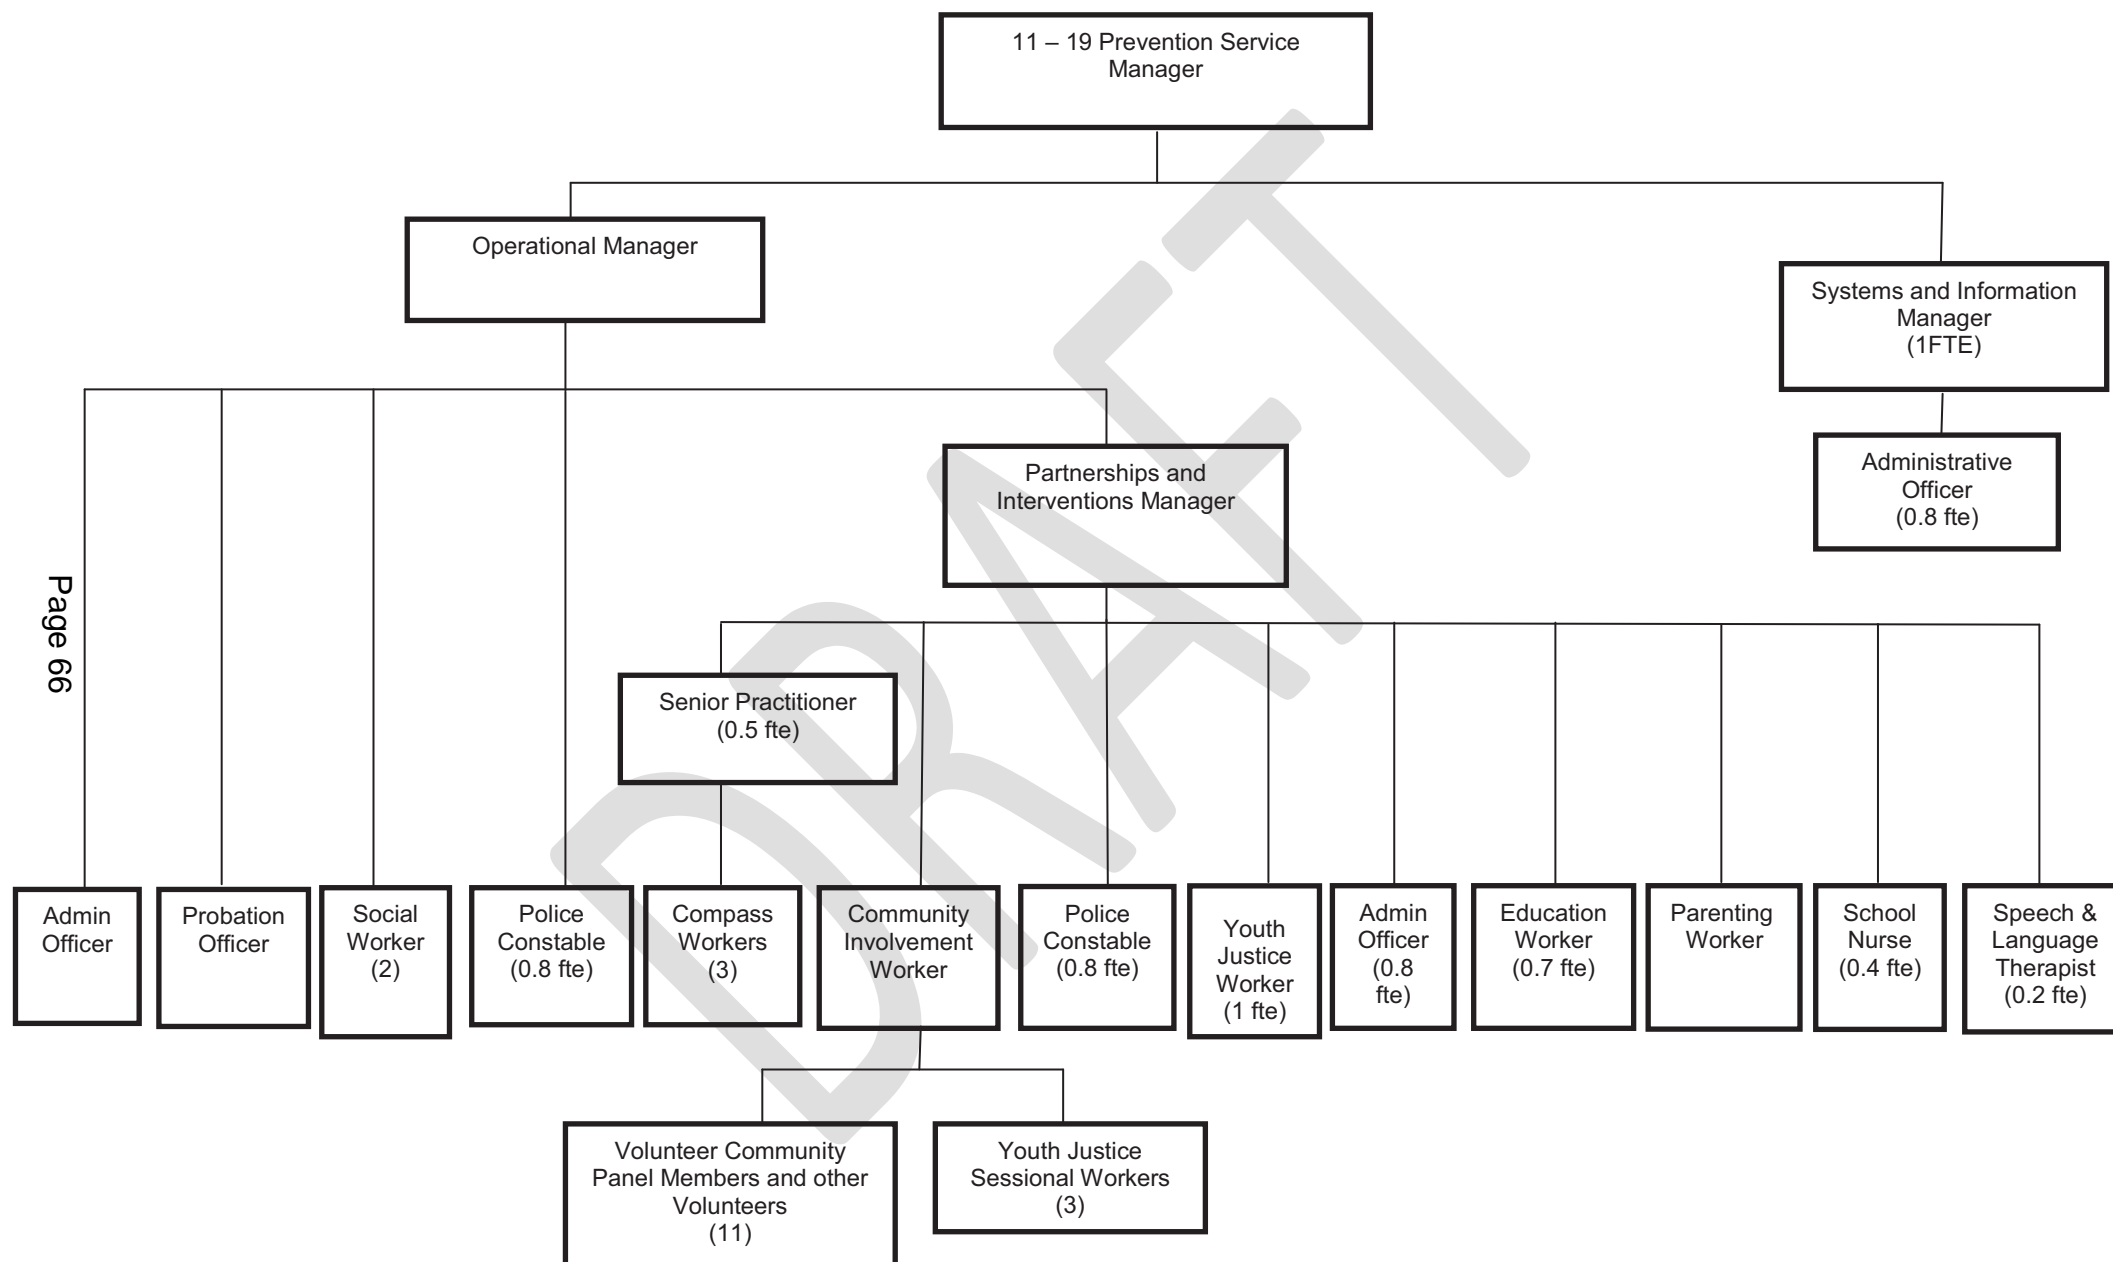 11 – 19 Prevention Service
Manager
Operational Manager
Systems and Information
Manager
(1FTE)
Administrative
Officer
(0.8 fte)
Partnerships and
Interventions Manager
Page 66
Senior Practitioner
(0.5 fte)
Admin
Officer
Probation
Officer
Social
Worker
(2)
Police
Constable
(0.8 fte)
Compass
Workers
(3)
Community
Involvement
Worker
Police
Constable
(0.8 fte)
Youth
Justice
Worker
(1 fte)
Admin
Officer
(0.8
fte)
Education
Worker
(0.7 fte)
Parenting
Worker
School
Nurse
(0.4 fte)
Speech &
Language
Therapist
(0.2 fte)
Volunteer Community
Panel Members and other
Volunteers
(11)
Youth Justice
Sessional Workers
(3)
DRAFT